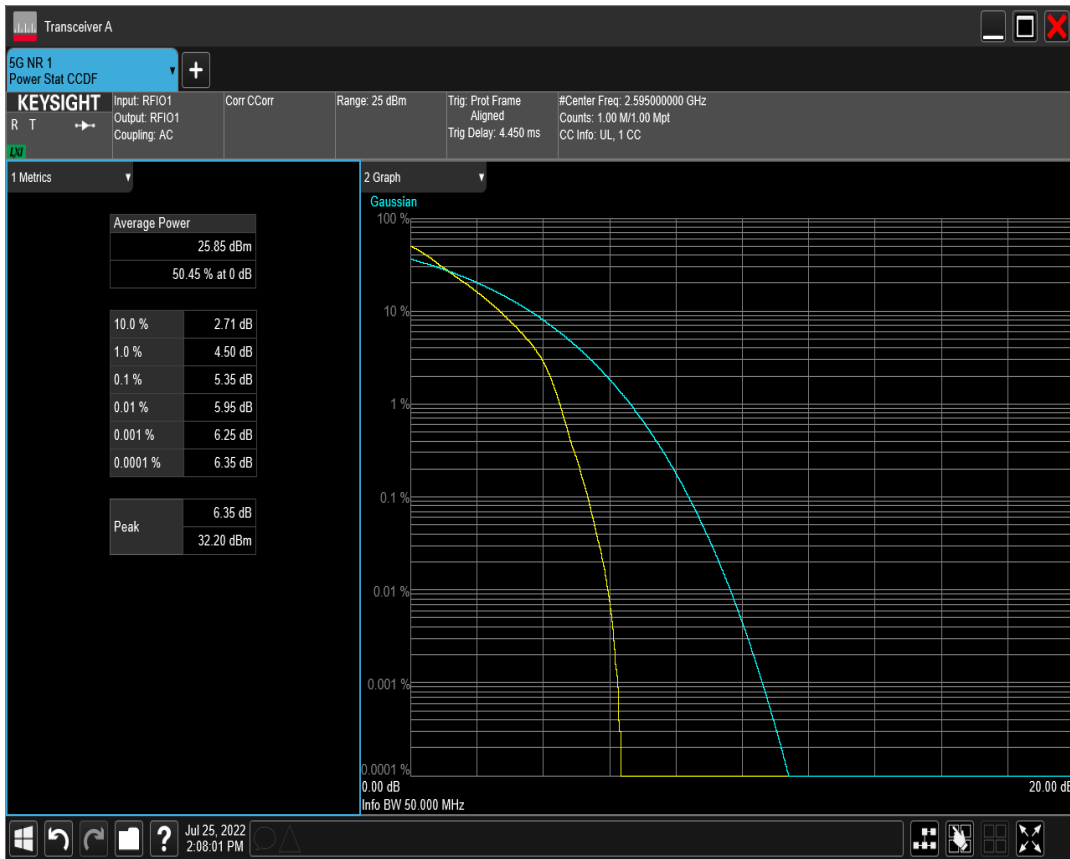 Transceiver A
5G NR 1
Power Stat CCDF
KEYSIGHT
R T
LXI
Input: RFIO1
Output: RFIO1
Coupling: AC
Corr CCorr
Range: 25 dBm
Trig: Prot Frame
Aligned
Trig Delay: 4.450 ms
#Center Freq: 2.595000000 GHz
Counts: 1.00 M/1.00 Mpt
CC Info: UL, 1 CC
1 Metrics
Average Power
25.85 dBm
50.45 % at 0 dB
10.0 % 2.71 dB
1.0 % 4.50 dB
0.1 % 5.35 dB
0.01 % 5.95 dB
0.001 % 6.25 dB
0.0001 % 6.35 dB
Peak
6.35 dB
32.20 dBm
2 Graph
Gaussian
100 %
10 %
1 %
0.1 %
0.01 %
0.001 %
0.0001 %
0.00 dB 20.00 dB
Info BW 50.000 MHz
Jul 25, 2022
2:08:01 PM